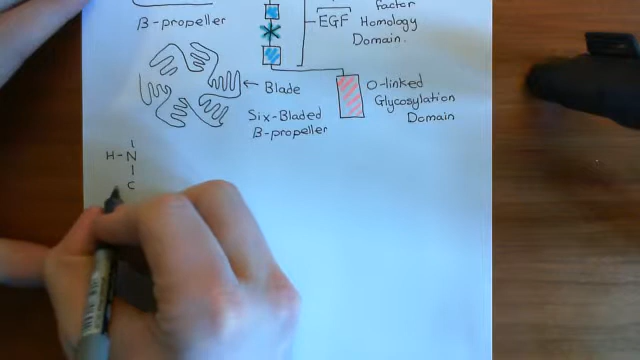 Factor
EGF Homology
Domain.
β-propeller
Blade
O-linked
Glycosylation
Domain
Six-Bladed
β-propeller
H-N
C